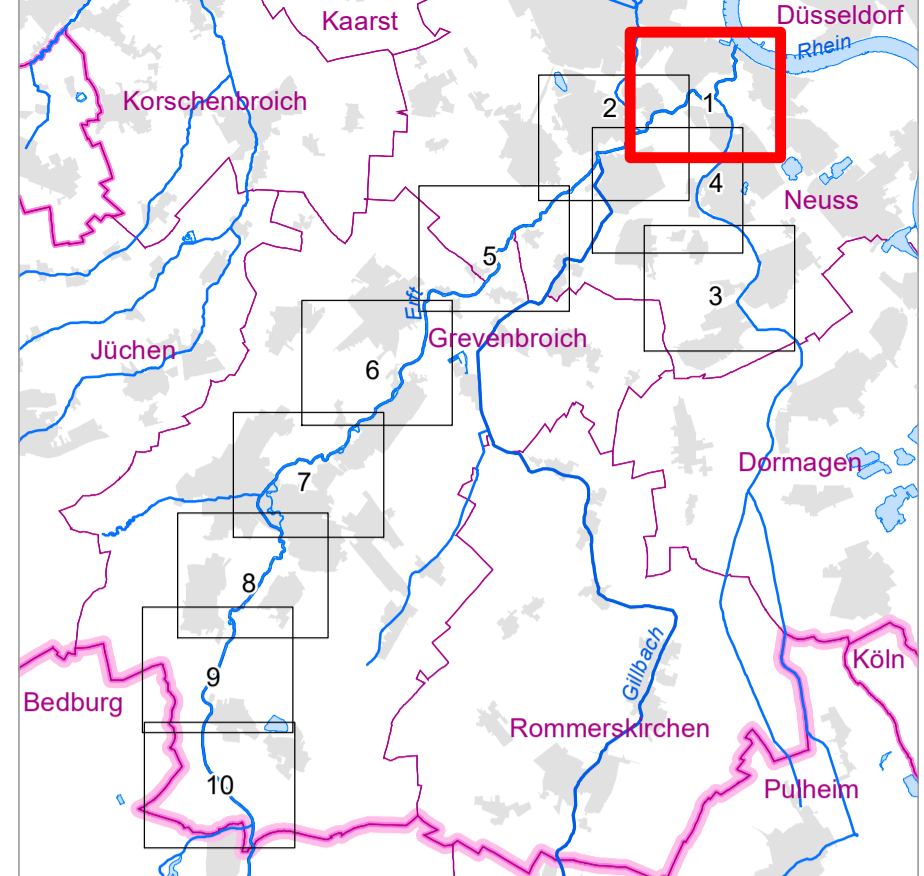 Kaarst
Düsseldorf
Rhein
Korschenbroich
2
1
4
Neuss
5
3
Erft
Grevenbroich
Jüchen
6
Dormagen
7
8
Gillbach
Köln
9
Bedburg
Rommerskirchen
10
Pulheim